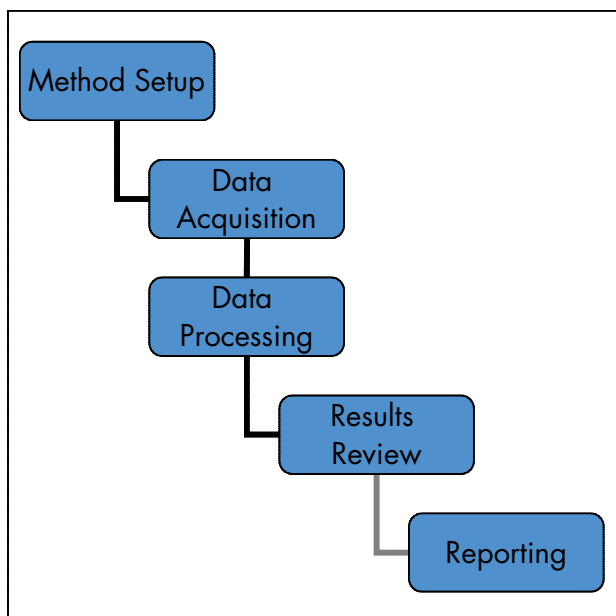 Method Setup
Data
Acquisition
Data
Processing
Results
Review
Reporting